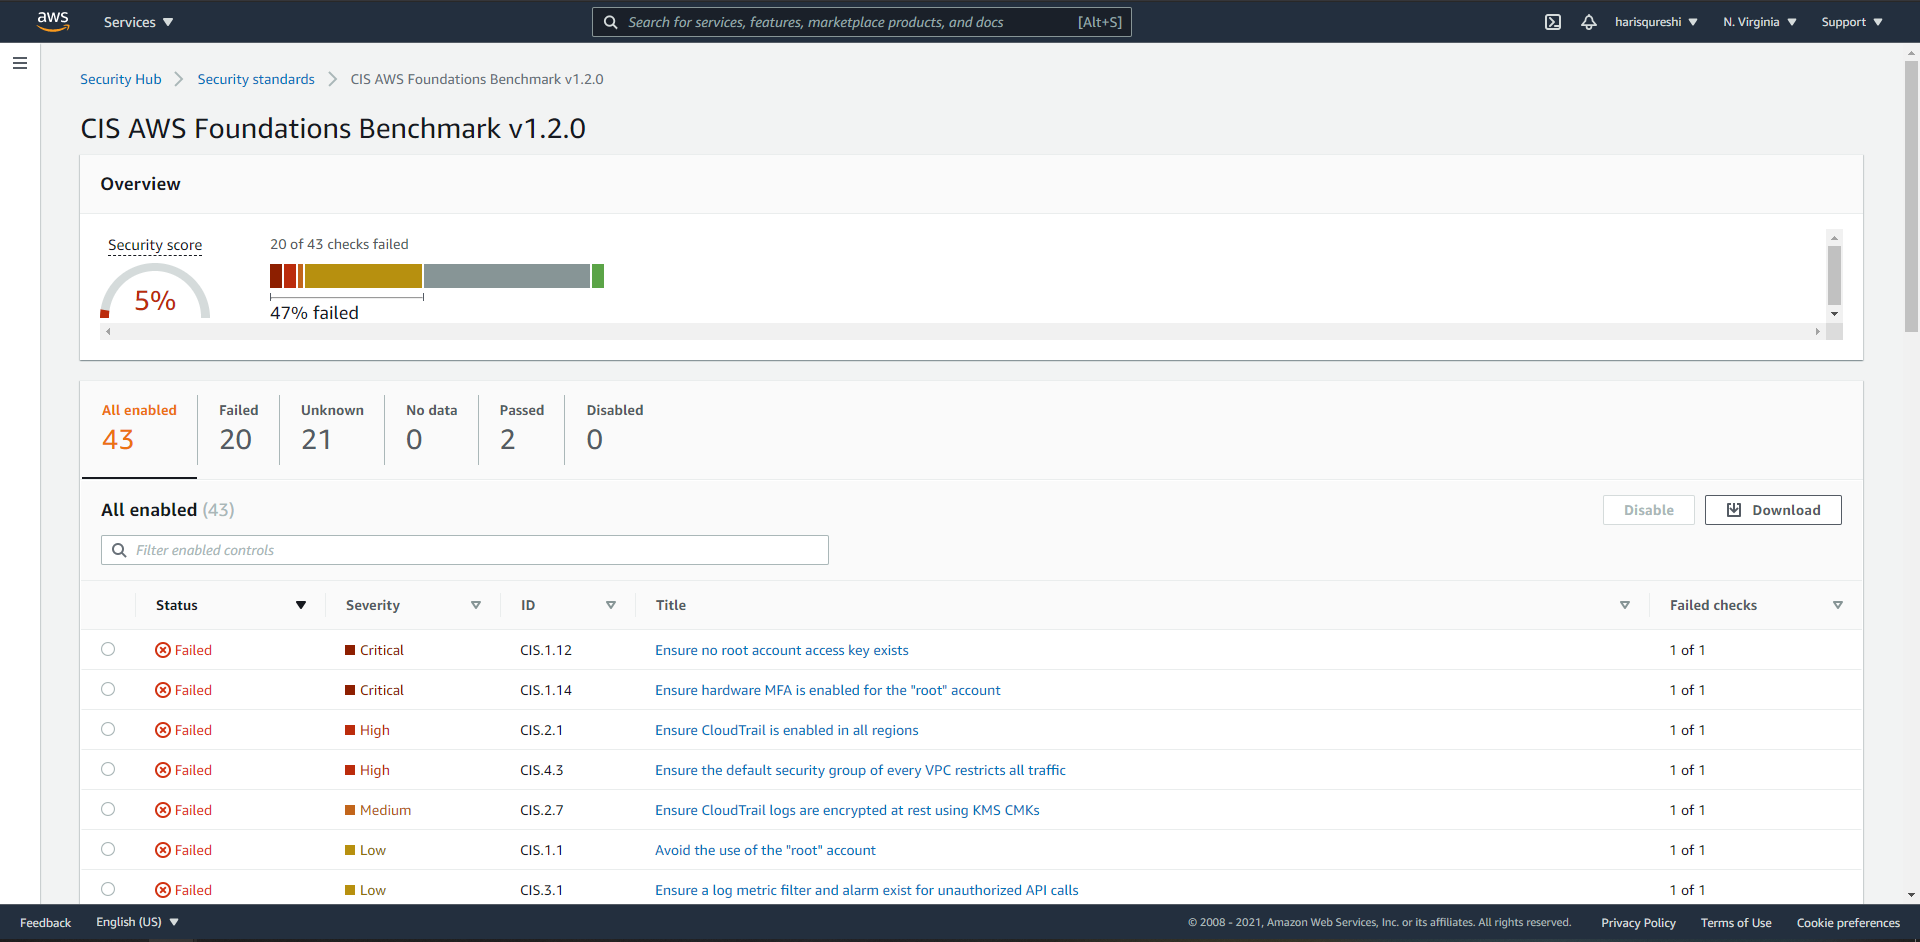 aws Services Search for services, features, marketplace products, and docs [Alt+S] harisqureshi N. Virginia Support
Security Hub Security standards CIS AWS Foundations Benchmark v1.2.0
CIS AWS Foundations Benchmark v1.2.0
Overview
Security score 20 of 43 checks failed
5%
47% failed
All enabled Failed Unknown No data Passed Disabled
43 20 21 0 2 0
All enabled (43) Disable Download
Filter enabled controls
Status Severity ID Title Failed checks
Failed Critical CIS.1.12 Ensure no root account access key exists 1 of 1
Failed Critical CIS.1.14 Ensure hardware MFA is enabled for the "root" account 1 of 1
Failed High CIS.2.1 Ensure CloudTrail is enabled in all regions 1 of 1
Failed High CIS.4.3 Ensure the default security group of every VPC restricts all traffic 1 of 1
Failed Medium CIS.2.7 Ensure CloudTrail logs are encrypted at rest using KMS CMKs 1 of 1
Failed Low CIS.1.1 Avoid the use of the "root" account 1 of 1
Failed Low CIS.3.1 Ensure a log metric filter and alarm exist for unauthorized API calls 1 of 1
Feedback English (US) © 2008 - 2021, Amazon Web Services, Inc. or its affiliates. All rights reserved. Privacy Policy Terms of Use Cookie preferences